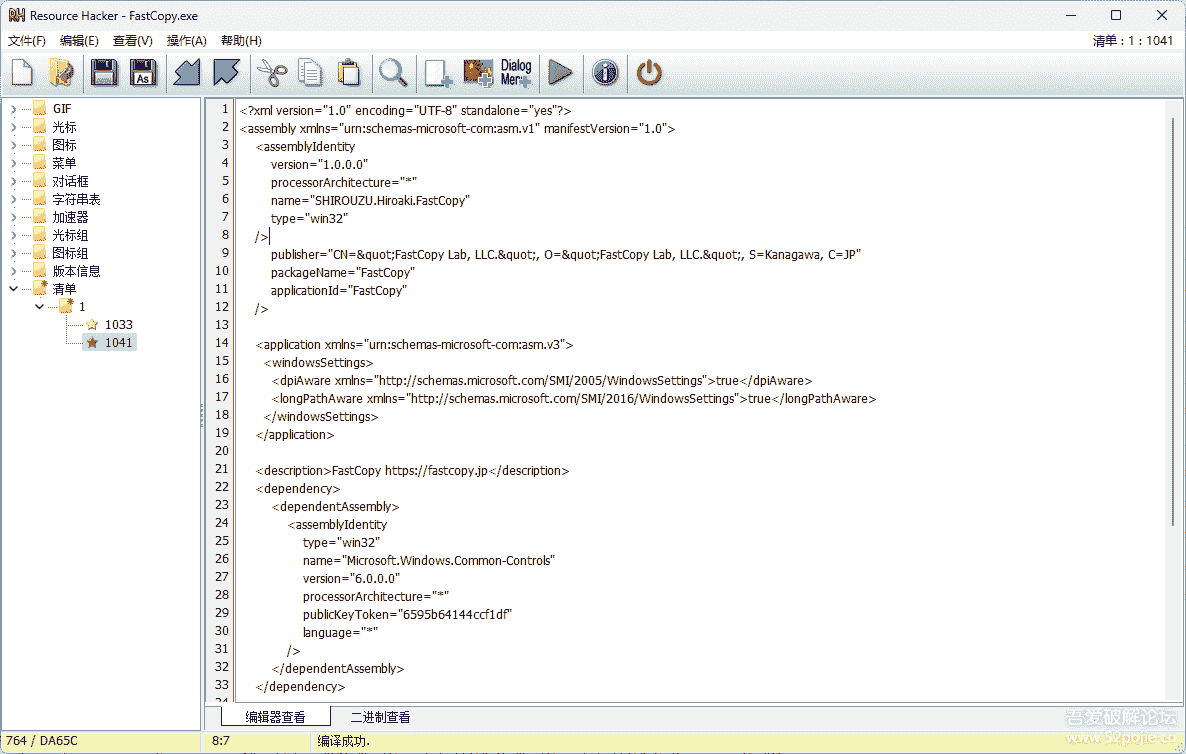 Resource Hacker - FastCopy.exe
文件(F) 编辑(E) 查看(V) 操作(A) 帮助(H)
清单 : 1 : 1041
As
Dialog
Men
GIF
光标
图标
菜单
对话框
字符串表
加速器
光标组
图标组
版本信息
清单
1
1033
1041
1 <?xml version="1.0" encoding="UTF-8" standalone="yes"?>
2 <assembly xmlns="urn:schemas-microsoft-com:asm.v1" manifestVersion="1.0">
3 <assemblyIdentity
4 version="1.0.0.0"
5 processorArchitecture="*"
6 name="SHIROUZU.Hiroaki.FastCopy"
7 type="win32"
8 />
9 publisher="CN=&quot;FastCopy Lab, LLC.&quot;, O=&quot;FastCopy Lab, LLC.&quot;, S=Kanagawa, C=JP"
10 packageName="FastCopy"
11 applicationId="FastCopy"
12 />
13
14 <application xmlns="urn:schemas-microsoft-com:asm.v3">
15 <windowsSettings>
16 <dpiAware xmlns="http://schemas.microsoft.com/SMI/2005/WindowsSettings">true</dpiAware>
17 <longPathAware xmlns="http://schemas.microsoft.com/SMI/2016/WindowsSettings">true</longPathAware>
18 </windowsSettings>
19 </application>
20
21 <description>FastCopy https://fastcopy.jp</description>
22 <dependency>
23 <dependentAssembly>
24 <assemblyIdentity
25 type="win32"
26 name="Microsoft.Windows.Common-Controls"
27 version="6.0.0.0"
28 processorArchitecture="*"
29 publicKeyToken="6595b64144ccf1df"
30 language="*"
31 />
32 </dependentAssembly>
33 </dependency>
编辑器查看 二进制查看
吾爱破解论坛
www.52pojie.cn
764 / DA65C 8:7 编译成功.